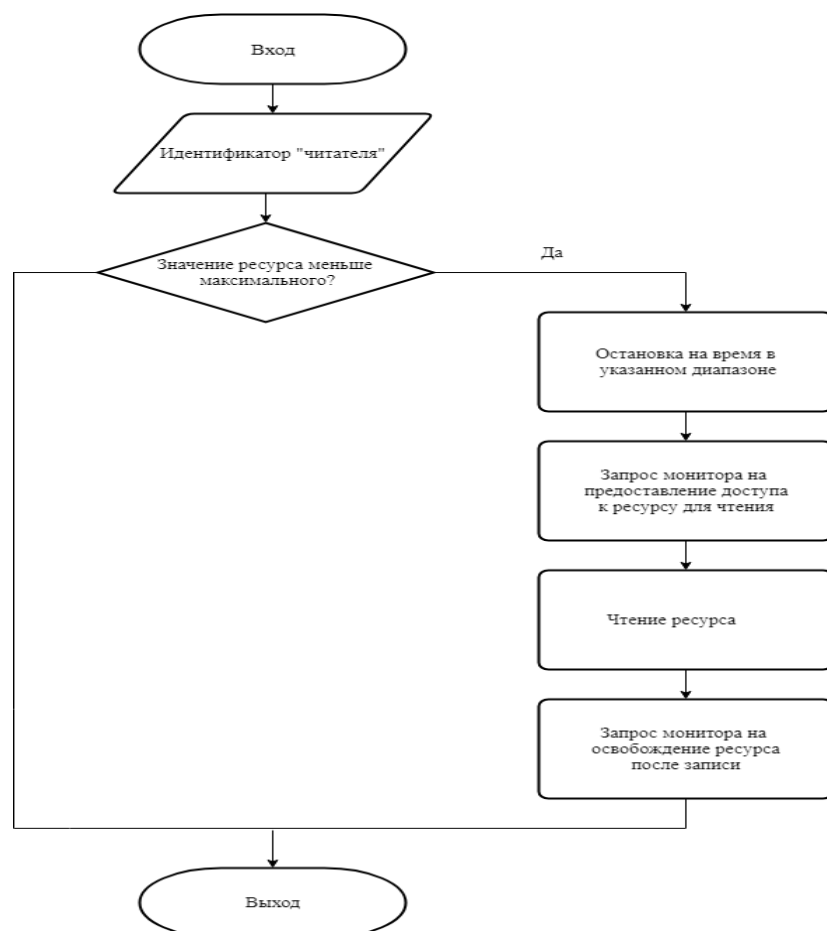 Вход
Идентификатор "читателя"
Значение ресурса меньше
максимального?
Да
Остановка на время в
указанном диапазоне
Запрос монитора на
предоставление доступа
к ресурсу для чтения
Чтение ресурса
Запрос монитора на
освобождение ресурса
после записи
Выход